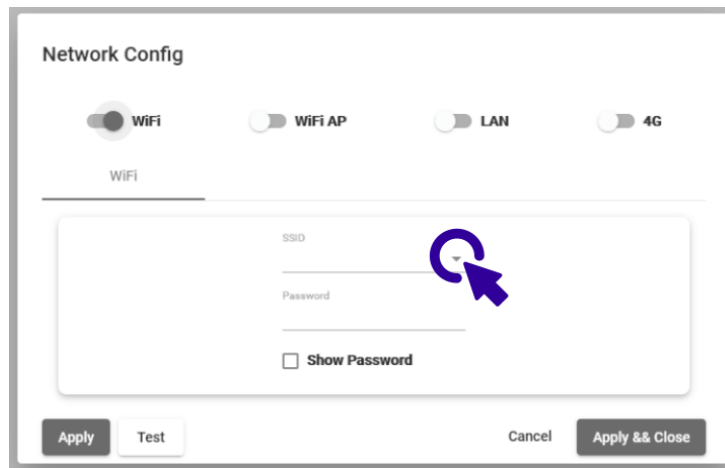 Network Config
WiFi WiFi AP LAN 4G
WiFi
SSID
Password
Show Password
Apply Test Cancel Apply && Close